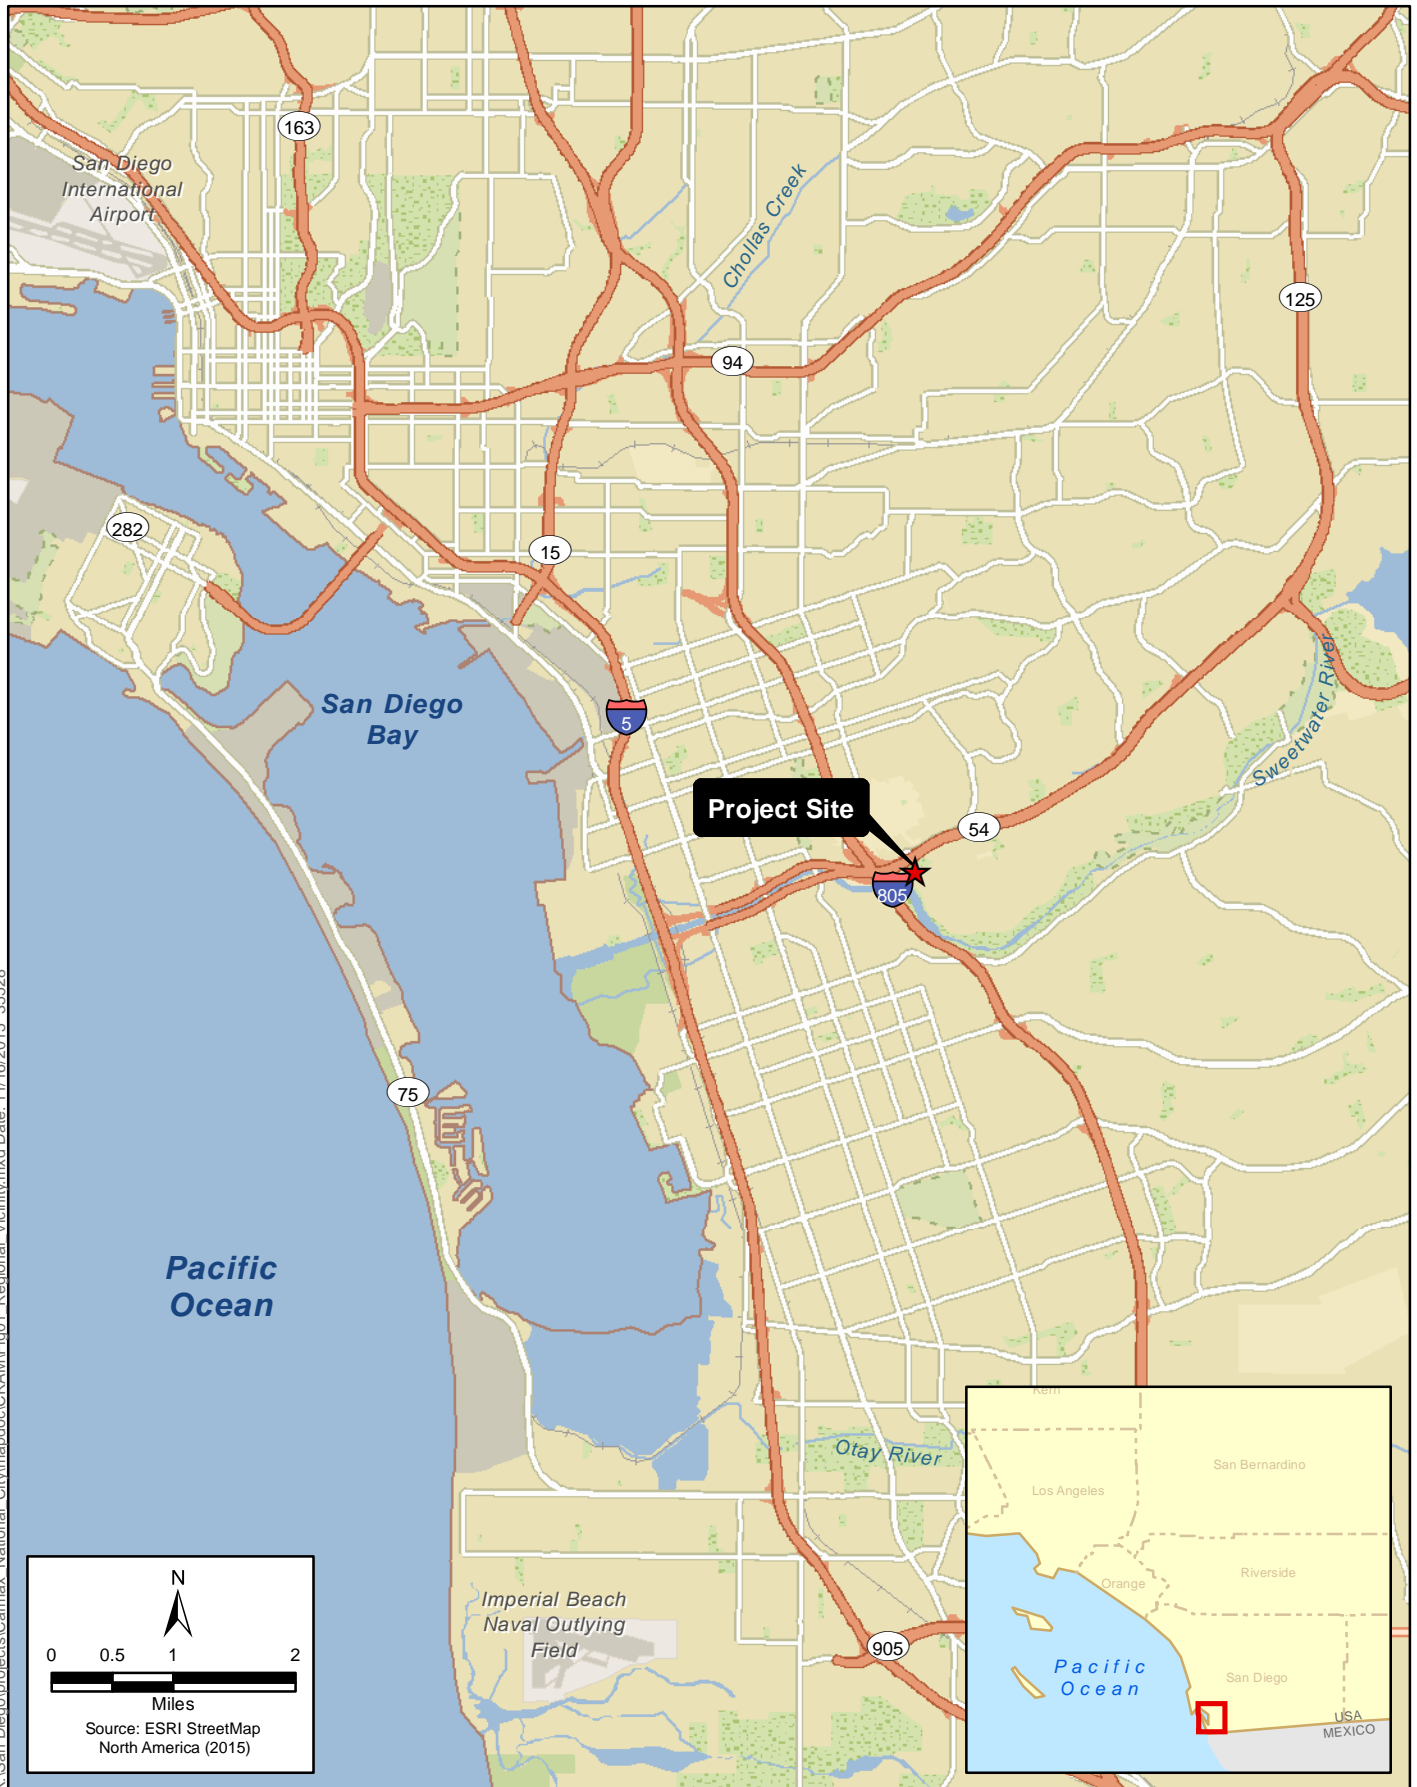 163
San Diego
International
Airport
Chollas Creek
125
94
282
15
San Diego
Bay
5
Sweetwater River
Project Site
54
805
75
Pacific
Ocean
Otay River
Imperial Beach
Naval Outlying
Field
905
N
0 0.5 1 2
Miles
Source: ESRI StreetMap
North America (2015)
Kern
San Bernardino
Los Angeles
Orange
Riverside
Pacific
Ocean
San Diego
USA
MEXICO